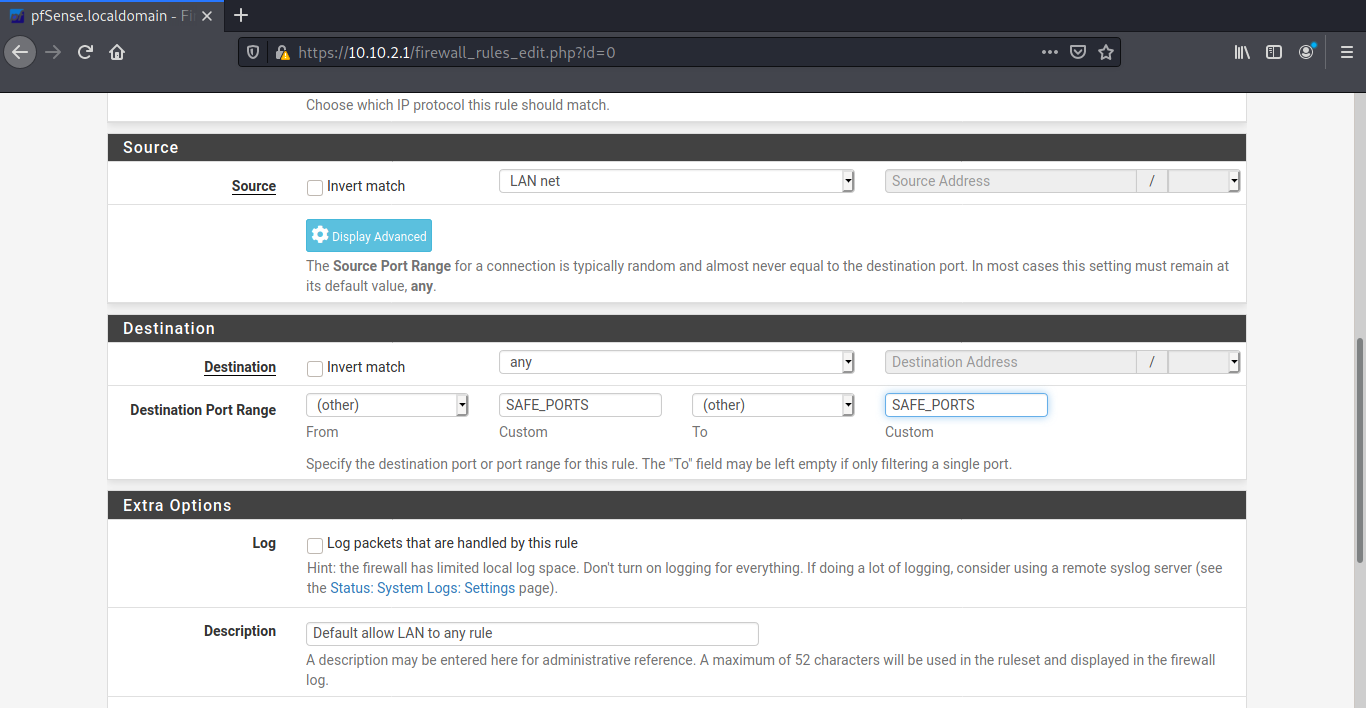 pfSense.localdomain - Fi
https://10.10.2.1/firewall_rules_edit.php?id=0
Choose which IP protocol this rule should match.
Source
Source
Invert match
LAN net
Source Address
/
Display Advanced
The Source Port Range for a connection is typically random and almost never equal to the destination port. In most cases this setting must remain at
its default value, any.
Destination
Destination
Invert match
any
Destination Address
/
Destination Port Range
(other)
SAFE_PORTS
(other)
SAFE_PORTS
From
Custom
To
Custom
Specify the destination port or port range for this rule. The "To" field may be left empty if only filtering a single port.
Extra Options
Log
Log packets that are handled by this rule
Hint: the firewall has limited local log space. Don't turn on logging for everything. If doing a lot of logging, consider using a remote syslog server (see
the Status: System Logs: Settings page).
Description
Default allow LAN to any rule
A description may be entered here for administrative reference. A maximum of 52 characters will be used in the ruleset and displayed in the firewall
log.